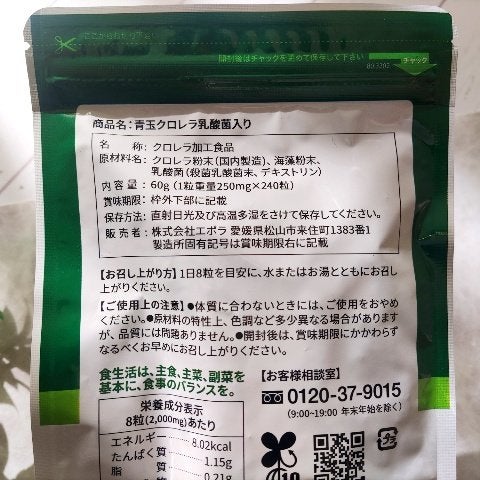 ここからお切り下さい
開封後はチャックを閉めて保存して下さい
チャック
商品名：青玉クロレラ乳酸菌入り
名　称：クロレラ加工食品
原材料名：クロレラ粉末（国内製造）、海藻粉末、
乳酸菌（殺菌乳酸菌末、デキストリン）
内容量：60g（1粒重量250mg×240粒）
賞味期限：枠外下部に記載
保存方法：直射日光及び高温多湿をさけて保存してください。
販売者：株式会社エポラ 愛媛県松山市来住町1383番1
製造所固有記号は賞味期限右に記載
【お召し上がり方】1日8粒を目安に、水またはお湯とともにお召し
上がりください。
【ご使用上の注意】●体質に合わないときには、ご使用をおやめ
ください。●原材料の特性上、色調など多少異なる場合があります
が、品質には問題ありません。●開封後は、賞味期限にかかわらず
なるべくお早めにお召し上がりください。
食生活は、主食、主菜、副菜を
基本に、食事のバランスを。
【お客様相談室】
0120-37-9015
（9:00~19:00 年末年始を除く）
栄養成分表示
8粒(2,000mg)あたり
エネルギー 8.02kcal
たんぱく質 1.15g
脂　質 0.21g
プラ